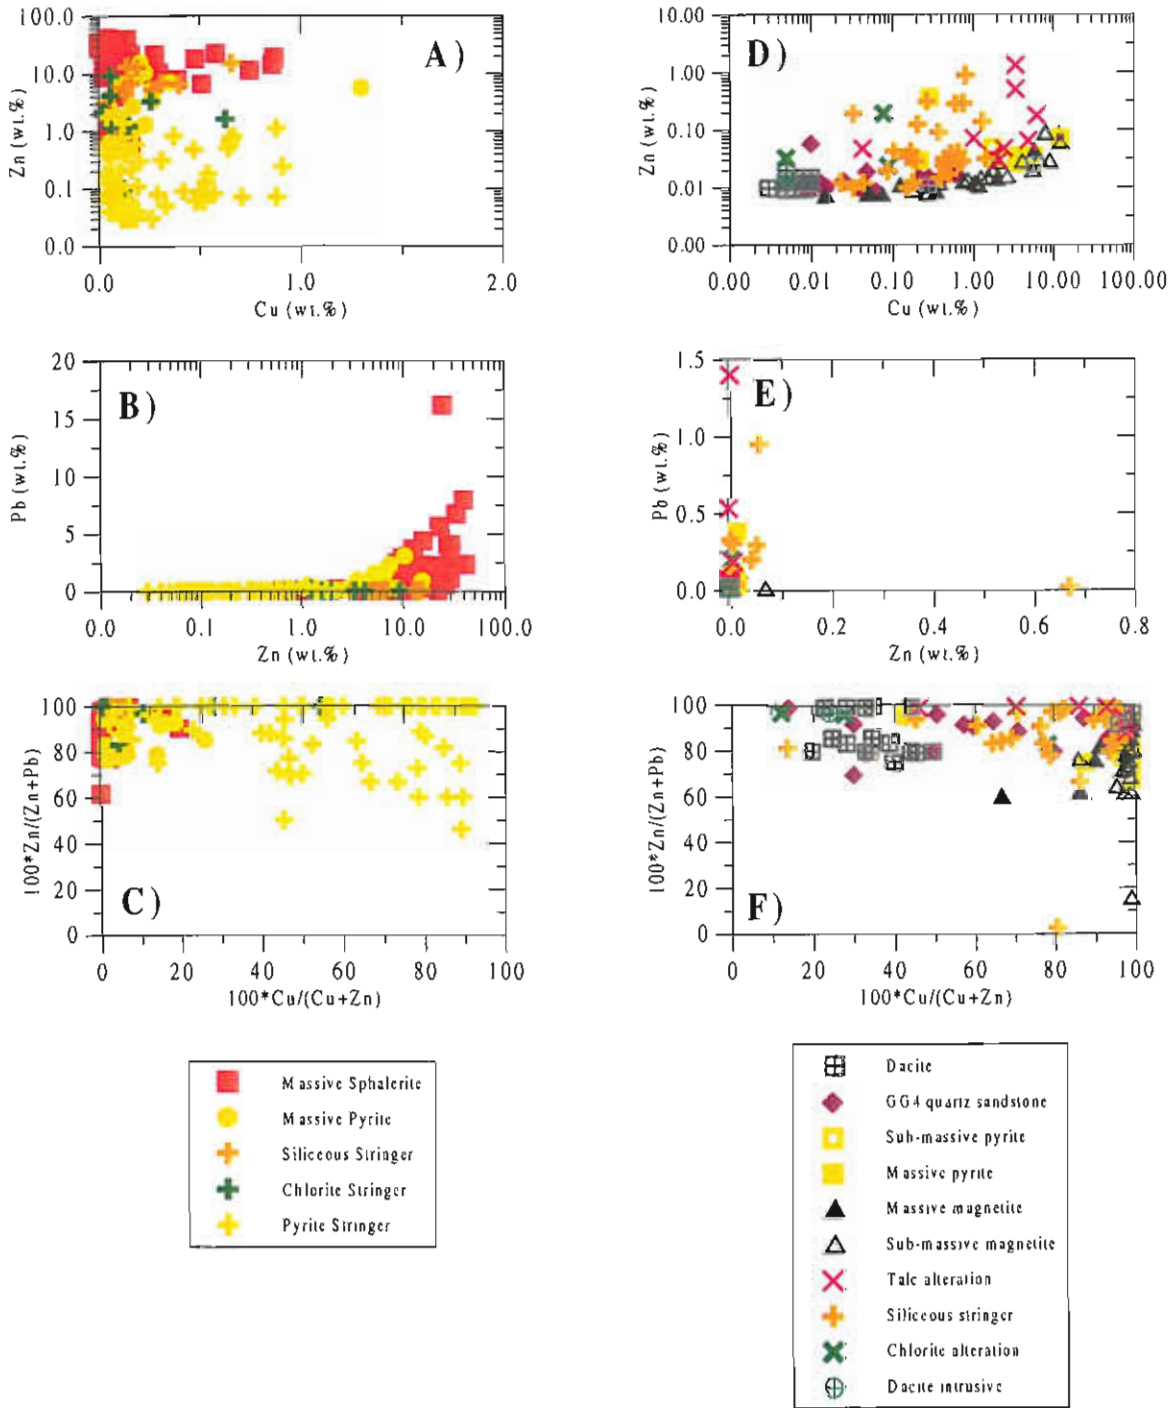 A)
Zn (wt.%)
100.0
10.0
1.0
0.1
0.0
0.0 1.0 2.0
Cu (wt.%)
D)
Zn (wt.%)
10.00
1.00
0.10
0.01
0.00
0.00 0.01 0.10 1.00 10.00 100.00
Cu (wt.%)
B)
Pb (wt.%)
20
15
10
5
0
0.0 0.1 1.0 10.0 100.0
Zn (wt.%)
E)
Pb (wt.%)
1.5
1.0
0.5
0.0
0.0 0.2 0.4 0.6 0.8
Zn (wt.%)
C)
100*Zn/(Zn+Pb)
100
80
60
40
20
0
0 20 40 60 80 100
100*Cu/(Cu+Zn)
F)
100*Zn/(Zn+Pb)
100
80
60
40
20
0
0 20 40 60 80 100
100*Cu/(Cu+Zn)
Massive Sphalerite
Massive Pyrite
Siliceous Stringer
Chlorite Stringer
Pyrite Stringer
Dacite
GG4 quartz sandstone
Sub-massive pyrite
Massive pyrite
Massive magnetite
Sub-massive magnetite
Talc alteration
Siliceous stringer
Chlorite alteration
Dacite intrusive